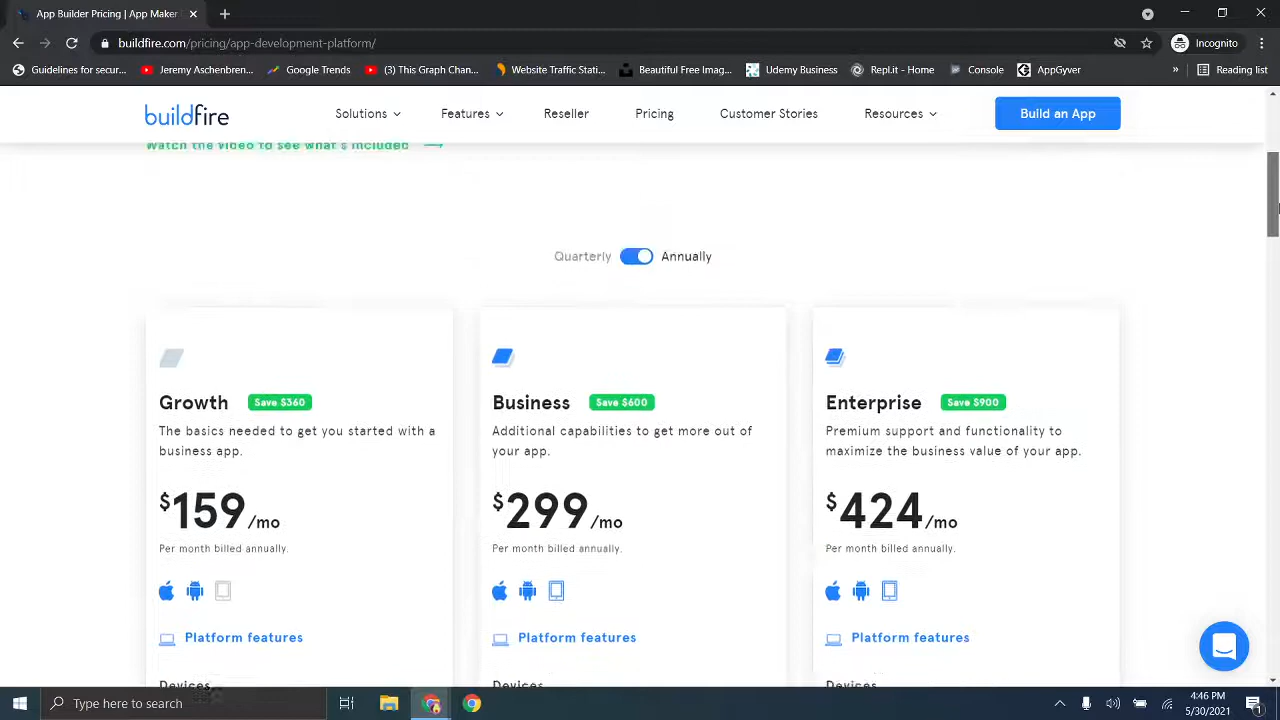 App Builder Pricing | App Maker
buildfire.com/pricing/app-development-platform/
Incognito
Guidelines for secur...
Jeremy Aschenbren...
Google Trends
(3) This Graph Chan...
Website Traffic Stati...
Beautiful Free Imag...
Udemy Business
Repl.it - Home
Console
AppGyver
»
Reading list
buildfire
Solutions
Features
Reseller
Pricing
Customer Stories
Resources
Build an App
Watch the video to see what's included
Quarterly
Annually
Growth
Save $360
The basics needed to get you started with a
business app.
$159/mo
Per month billed annually.
Platform features
Devices
Business
Save $600
Additional capabilities to get more out of
your app.
$299/mo
Per month billed annually.
Platform features
Devices
Enterprise
Save $900
Premium support and functionality to
maximize the business value of your app.
$424/mo
Per month billed annually.
Platform features
Devices
Type here to search
4:46 PM
5/30/2021